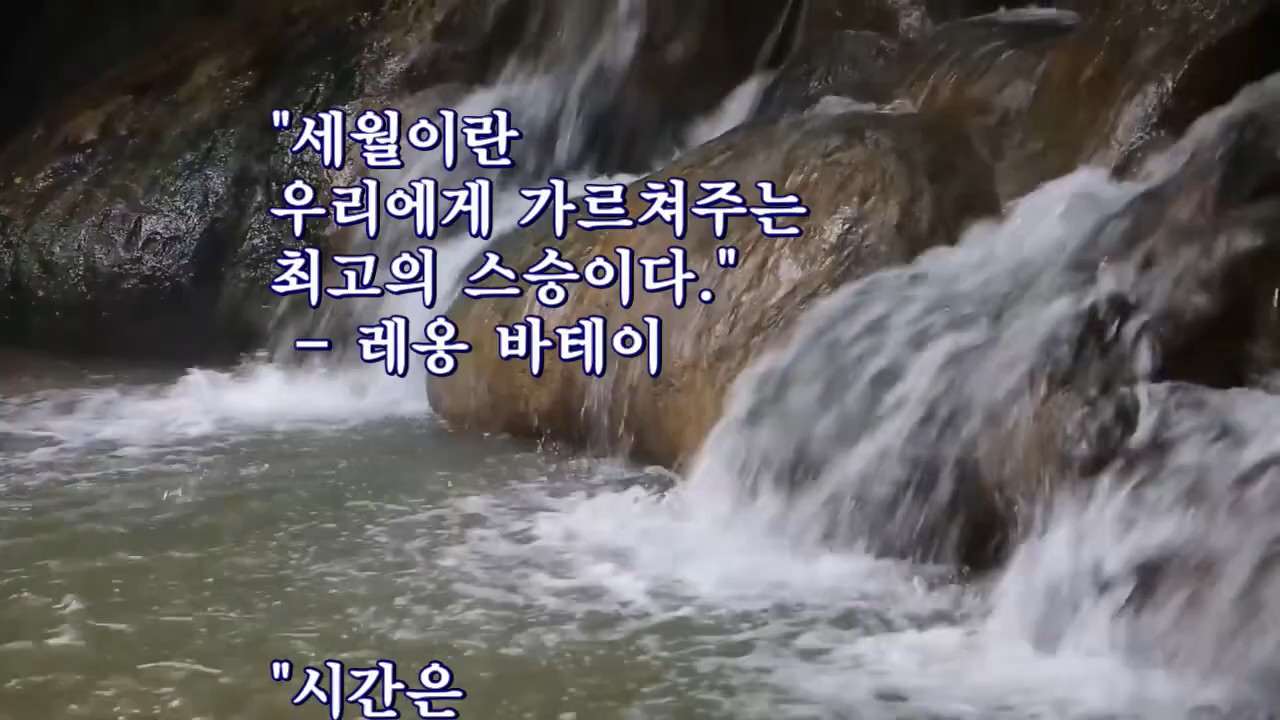 "세월이란
우리에게 가르쳐주는
최고의 스승이다."
- 레옹 바테이
"시간은